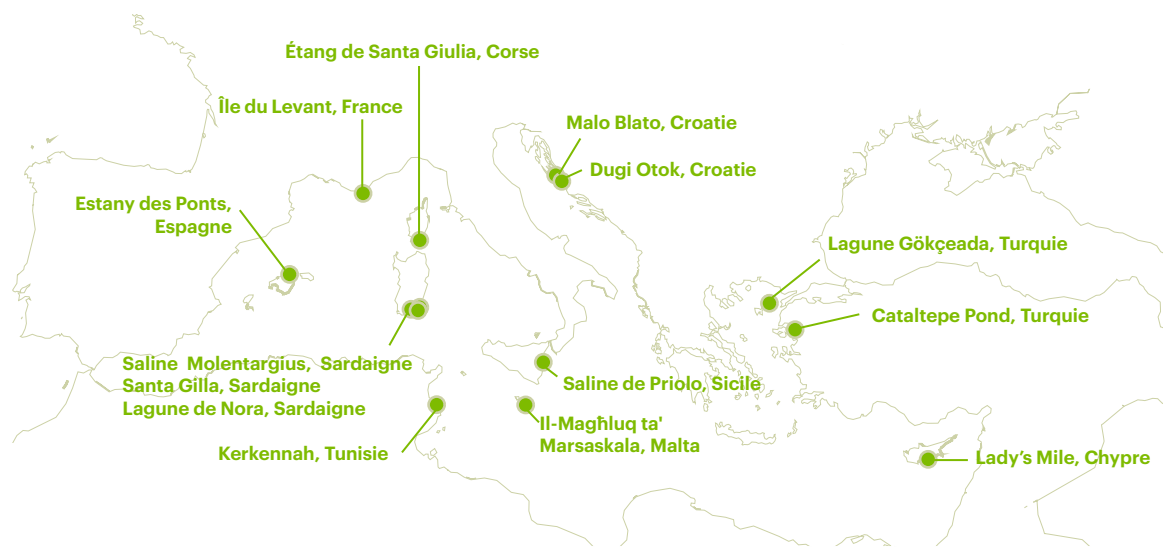 Étang de Santa Giulia, Corse
Île du Levant, France
Malo Blato, Croatie
Dugi Otok, Croatie
Estany des Ponts,
Espagne
Lagune Gökçeada, Turquie
Cataltepe Pond, Turquie
Saline Molentargius, Sardaigne
Santa Gilla, Sardaigne
Lagune de Nora, Sardaigne
Saline de Priolo, Sicile
Il-Magħluq ta'
Marsaskala, Malta
Kerkennah, Tunisie
Lady's Mile, Chypre